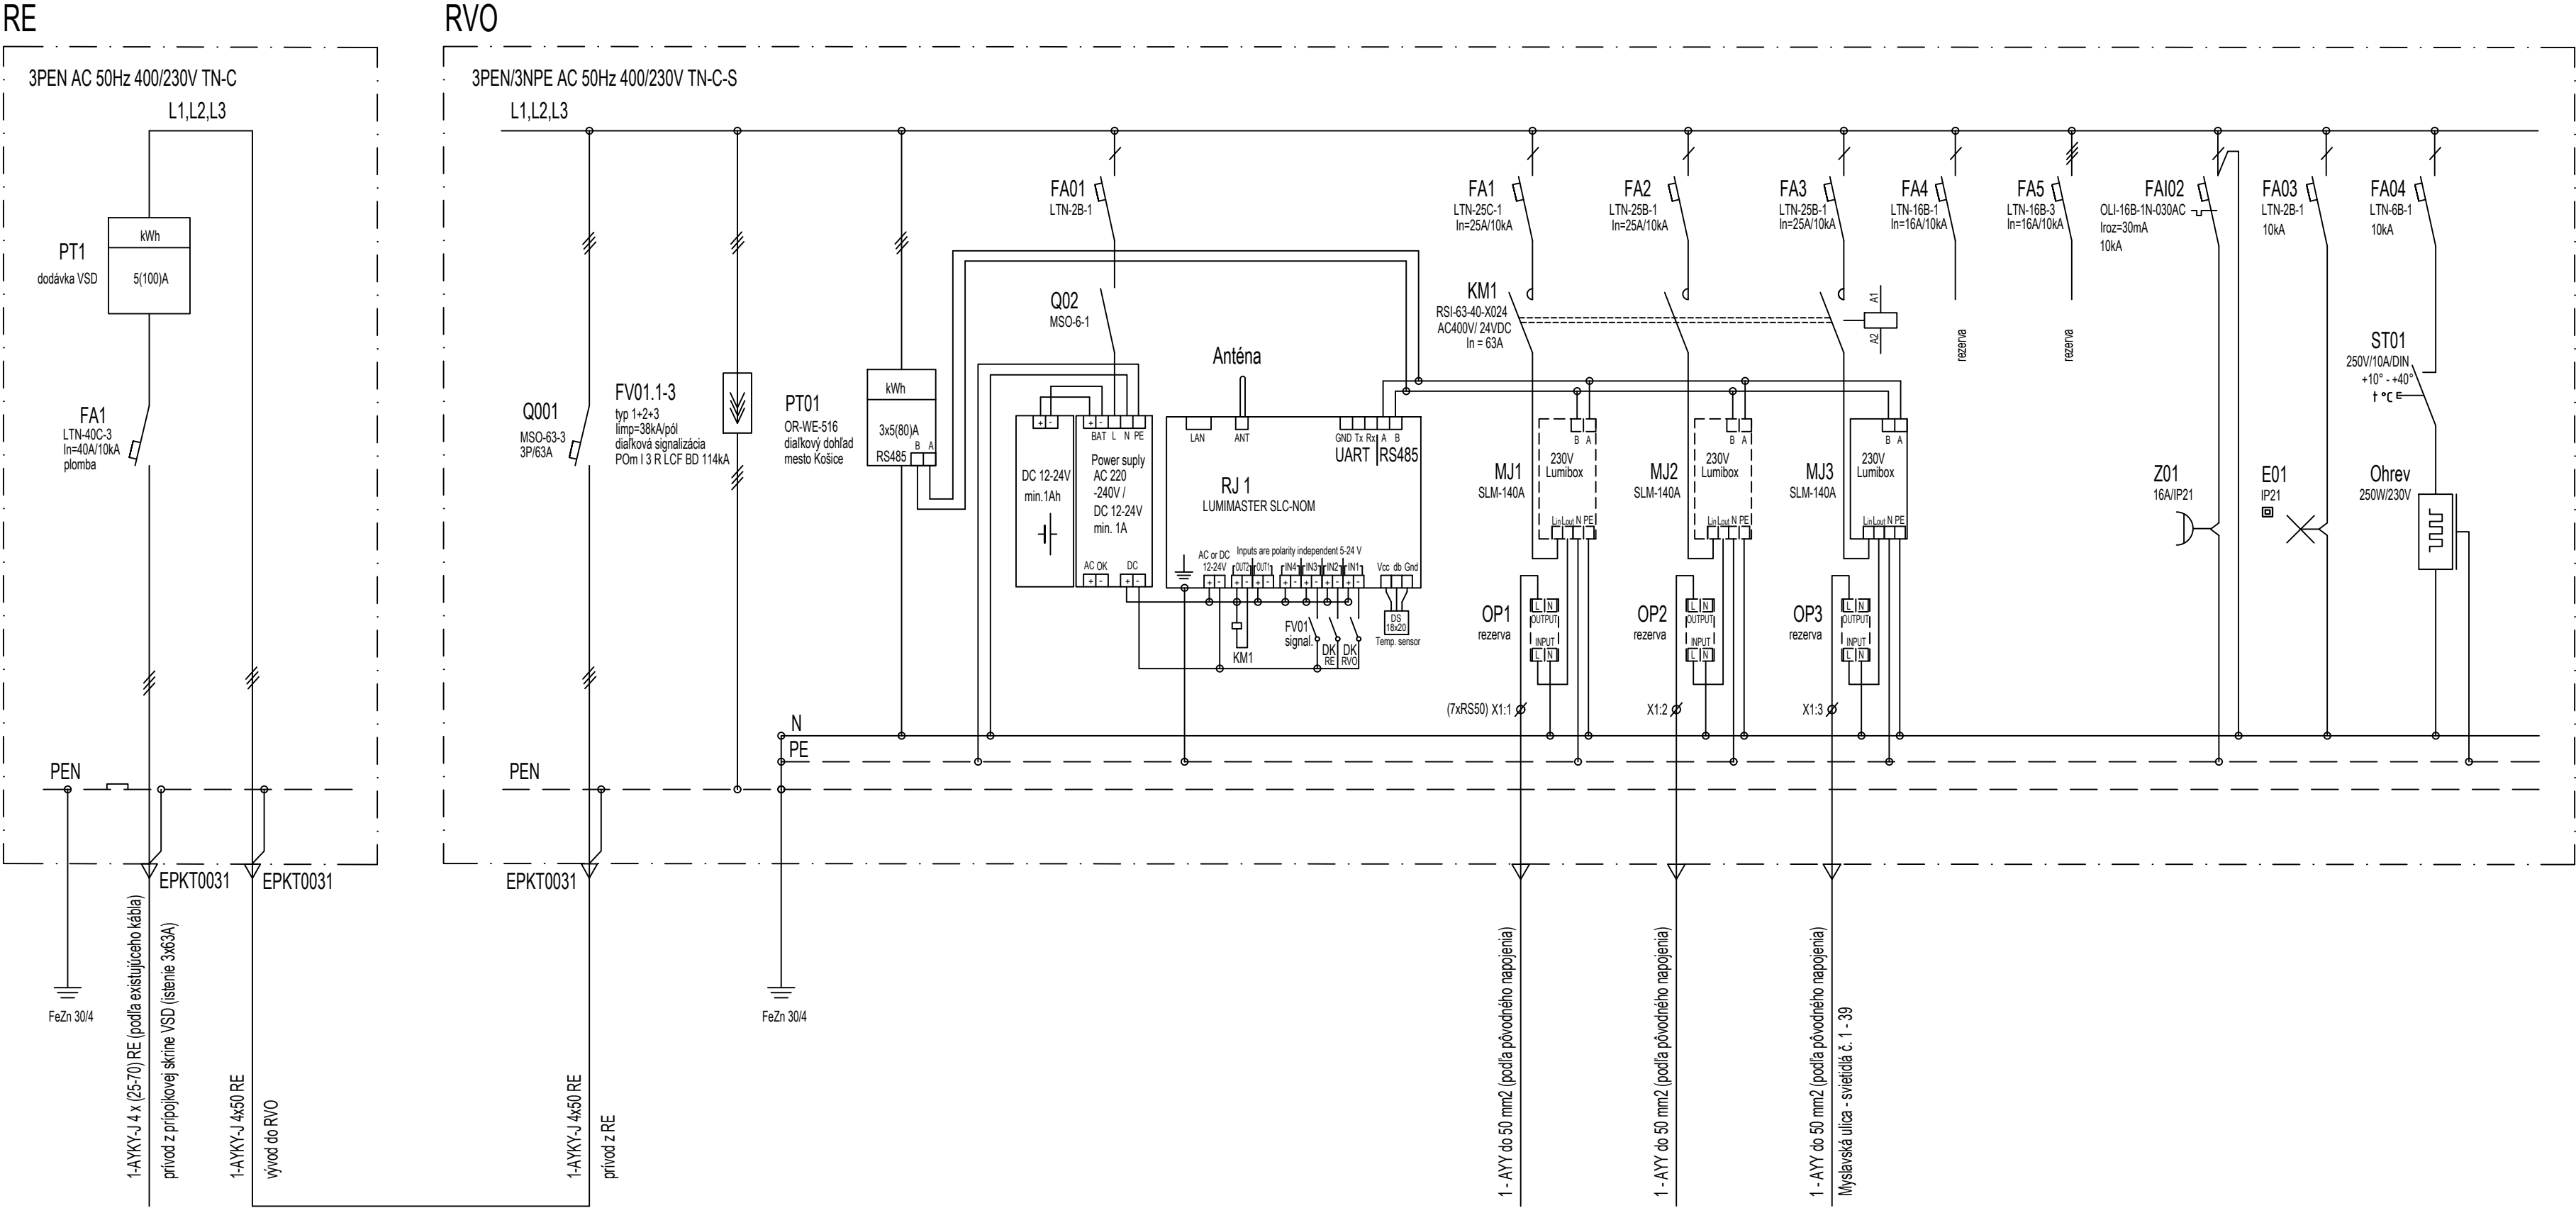 RE
3PEN AC 50Hz 400/230V TN-C
L1,L2,L3
PT1
dodávka VSD
kWh
5(100)A
FA1
LTN-40C-3
In=40A/10kA
plomba
PEN
FeZn 30/4
EPKT0031
EPKT0031
1-AYKY-J 4 x (25-70) RE (podľa existujúceho kábla)
prívod z prípojkovej skrine VSD (istenie 3x63A)
1-AYKY-J 4x50 RE
vývod do RVO
RVO
3PEN/3NPE AC 50Hz 400/230V TN-C-S
L1,L2,L3
Q001
MSO-63-3
3P/63A
PEN
EPKT0031
1-AYKY-J 4x50 RE
prívod z RE
FV01.1-3
typ 1+2+3
Iimp=38kA/pól
diaľková signalizácia
POm I 3 R LCF BD 114kA
PT01
OR-WE-516
diaľkový dohľad
mesto Košice
kWh
3x5(80)A
RS485
B A
N
PE
FeZn 30/4
FA01
LTN-2B-1
Q02
MSO-6-1
+ -
DC 12-24V
min.1Ah
+ -
BAT L N PE
Power suply
AC 220
-240V /
DC 12-24V
min. 1A
AC OK
DC
+ -
+ -
Anténa
LAN
ANT
GND Tx Rx A B
UART RS485
RJ 1
LUMIMASTER SLC-NOM
Inputs are polarity independent 5-24 V
AC or DC
12-24V
OUT2 OUT1
IN4 IN3 IN2 IN1
Vcc db Gnd
+ - + - + - + - + - + - + -
KM1
FV01
signal.
DK
RE
DK
RVO
DS
18x20
Temp. sensor
FA1
LTN-25C-1
In=25A/10kA
FA2
LTN-25B-1
In=25A/10kA
FA3
LTN-25B-1
In=25A/10kA
FA4
LTN-16B-1
In=16A/10kA
rezerva
FA5
LTN-16B-3
In=16A/10kA
rezerva
FAI02
OLI-16B-1N-030AC
Iroz=30mA
10kA
FA03
LTN-2B-1
10kA
FA04
LTN-6B-1
10kA
KM1
RSI-63-40-X024
AC400V/ 24VDC
In = 63A
A1
A2
ST01
250V/10A/DIN
+10° - +40°
t °C
MJ1
SLM-140A
B A
230V
Lumibox
Lin Lout N PE
MJ2
SLM-140A
B A
230V
Lumibox
Lin Lout N PE
MJ3
SLM-140A
B A
230V
Lumibox
Lin Lout N PE
Z01
16A/IP21
E01
IP21
Ohrev
250W/230V
OP1
rezerva
L N
OUTPUT
INPUT
L N
OP2
rezerva
L N
OUTPUT
INPUT
L N
OP3
rezerva
L N
OUTPUT
INPUT
L N
(7xRS50) X1:1
X1:2
X1:3
1 - AYY do 50 mm2 (podľa pôvodného napojenia)
1 - AYY do 50 mm2 (podľa pôvodného napojenia)
1 - AYY do 50 mm2 (podľa pôvodného napojenia)
Myslavská ulica - svietidlá č. 1 - 39